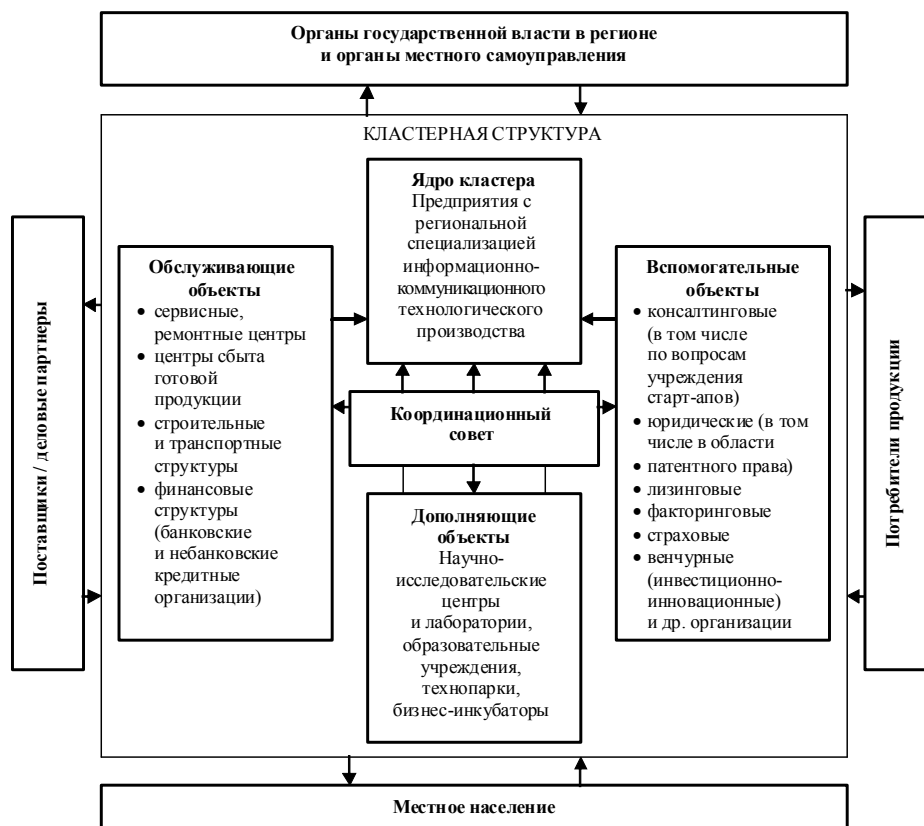 Органы государственной власти в регионе
и органы местного самоуправления
КЛАСТЕРНАЯ СТРУКТУРА
Ядро кластера
Предприятия с
региональной
специализацией
информационно-
коммуникационного
технологического
производства
Поставщики / деловые партнеры
Обслуживающие
объекты
• сервисные,
ремонтные центры
• центры сбыта
готовой
продукции
• строительные
и транспортные
структуры
• финансовые
структуры
(банковские
и небанковские
кредитные
организации)
Координационный
совет
Дополняющие
объекты
Научно-
исследовательские
центры
и лаборатории,
образовательные
учреждения,
технопарки,
бизнес-инкубаторы
Вспомогательные
объекты
• консалтинговые
(в том числе
по вопросам
учреждения
старт-апов)
• юридические (в том
числе в области
• патентного права)
• лизинговые
• факторинговые
• страховые
• венчурные
(инвестиционно-
инновационные)
и др. организации
Потребители продукции
Местное население